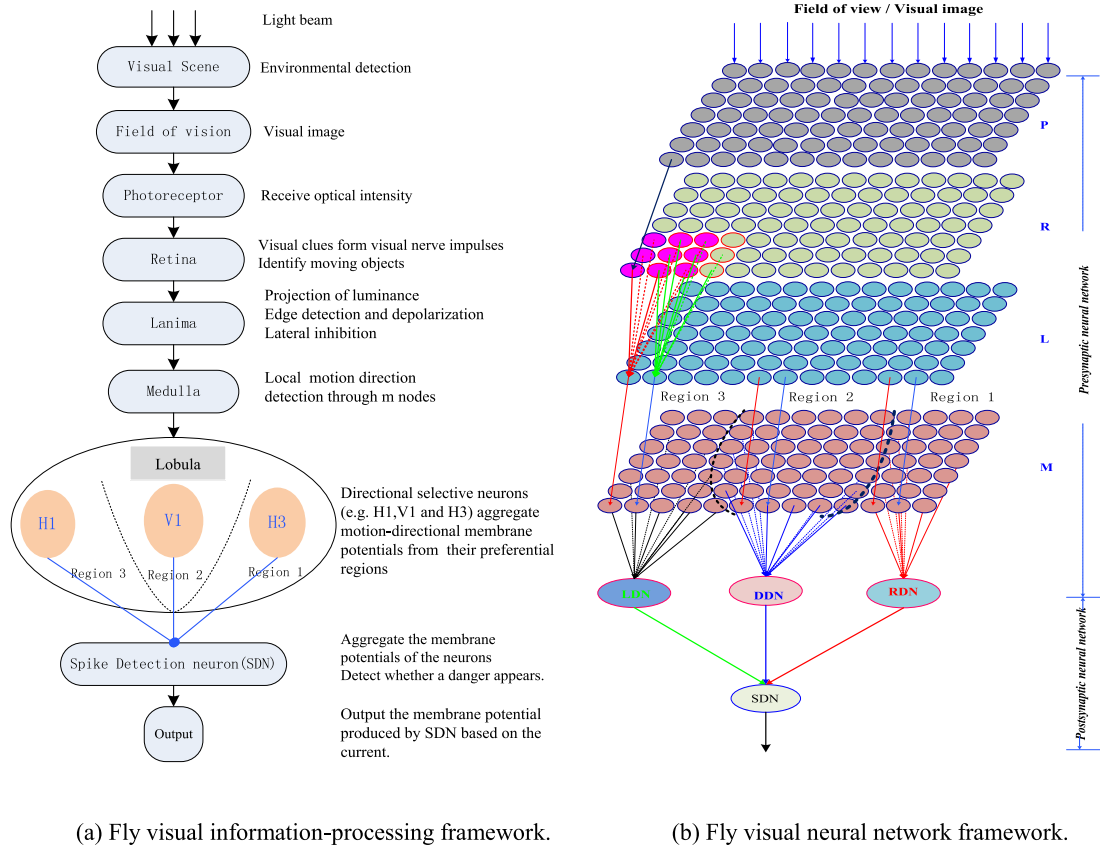 Light beam
Visual Scene
Environmental detection
Field of vision
Visual image
Photoreceptor
Receive optical intensity
Retina
Visual clues form visual nerve impulses
Identify moving objects
Lanima
Projection of luminance
Edge detection and depolarization
Lateral inhibition
Medulla
Local motion direction
detection through m nodes
Lobula
H1
V1
H3
Region 3
Region 2
Region 1
Directional selective neurons
(e.g. H1,V1 and H3) aggregate
motion-directional membrane
potentials from their preferential
regions
Spike Detection neuron(SDN)
Aggregate the membrane
potentials of the neurons
Detect whether a danger appears.
Output
Output the membrane potential
produced by SDN based on the
current.
(a) Fly visual information-processing framework.
Field of view / Visual image
P
R
L
Region 3
Region 2
Region 1
M
LDN
DDN
RDN
SDN
Presynaptic neural network
Postsynaptic neural network
(b) Fly visual neural network framework.